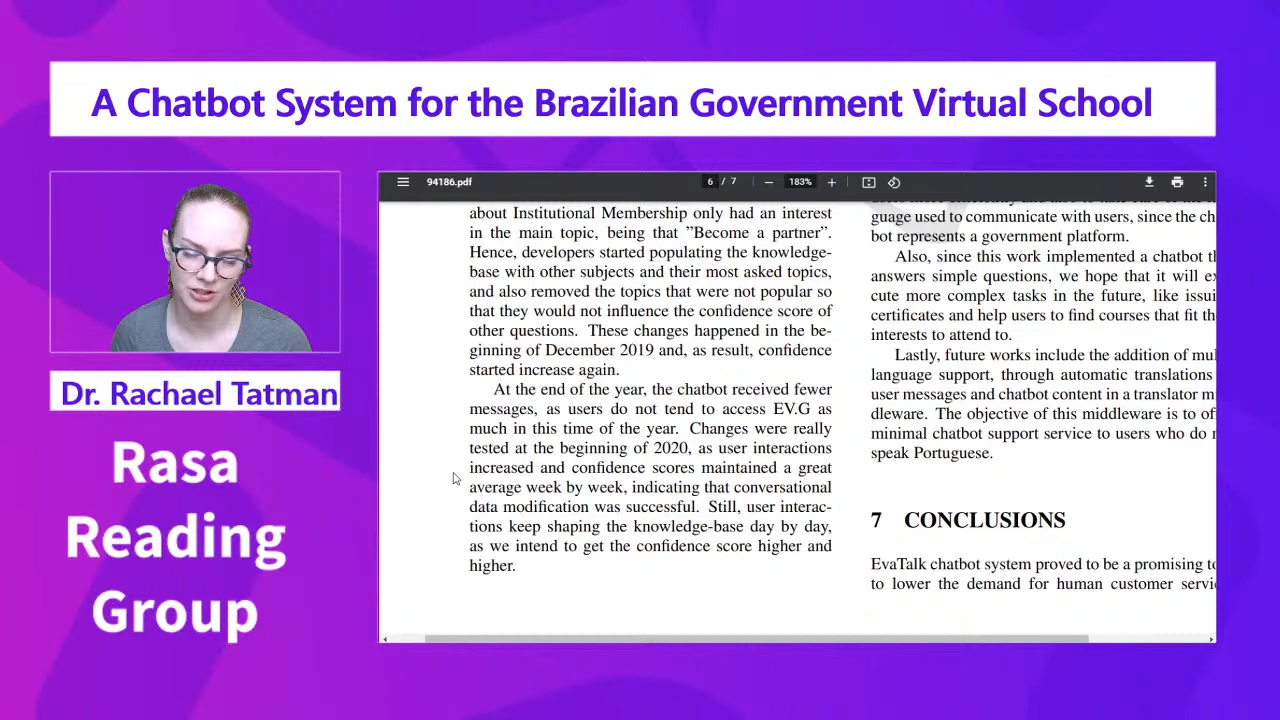 A Chatbot System for the Brazilian Government Virtual School
94186.pdf
6 / 7
183%
about Institutional Membership only had an interest
in the main topic, being that ”Become a partner”.
Hence, developers started populating the knowledge-
base with other subjects and their most asked topics,
and also removed the topics that were not popular so
that they would not influence the confidence score of
other questions. These changes happened in the be-
ginning of December 2019 and, as result, confidence
started increase again.
At the end of the year, the chatbot received fewer
messages, as users do not tend to access EV.G as
much in this time of the year. Changes were really
tested at the beginning of 2020, as user interactions
increased and confidence scores maintained a great
average week by week, indicating that conversational
data modification was successful. Still, user interac-
tions keep shaping the knowledge-base day by day,
as we intend to get the confidence score higher and
higher.
guage used to communicate with users, since the ch
bot represents a government platform.
Also, since this work implemented a chatbot t
answers simple questions, we hope that it will ex
cute more complex tasks in the future, like issui
certificates and help users to find courses that fit th
interests to attend to.
Lastly, future works include the addition of mul
language support, through automatic translations
user messages and chatbot content in a translator m
dleware. The objective of this middleware is to of
minimal chatbot support service to users who do
speak Portuguese.
7 CONCLUSIONS
EvaTalk chatbot system proved to be a promising to
to lower the demand for human customer servi
Dr. Rachael Tatman
Rasa
Reading
Group